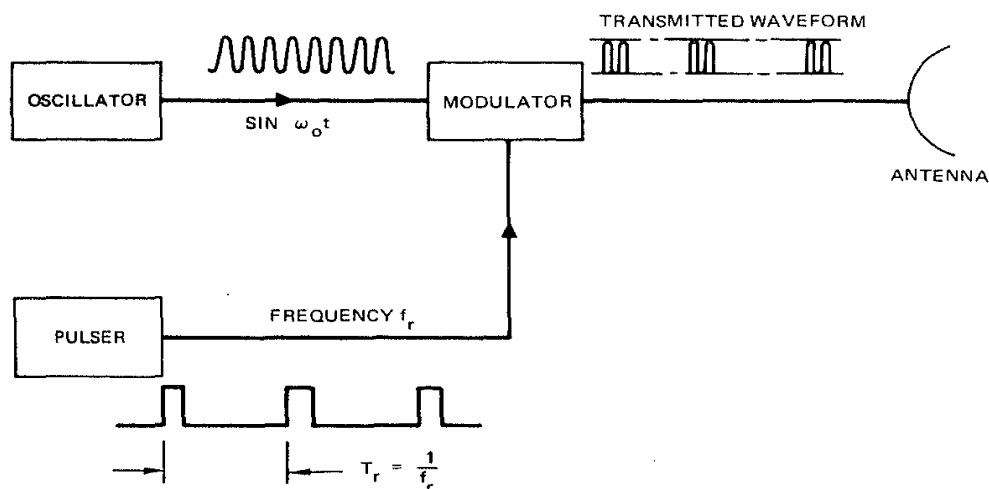 TRANSMITTED WAVEFORM
OSCILLATOR
MODULATOR
SIN ω₀t
ANTENNA
FREQUENCY fᵣ
PULSER
Tᵣ = 1/fᵣ